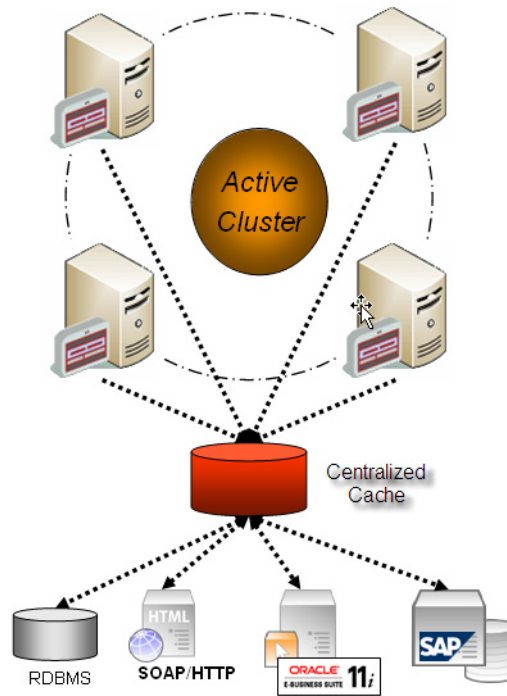 Active
Cluster
Centralized
Cache
HTML
RDBMS
SOAP/HTTP
ORACLE
E-BUSINESS SUITE
11i
SAP